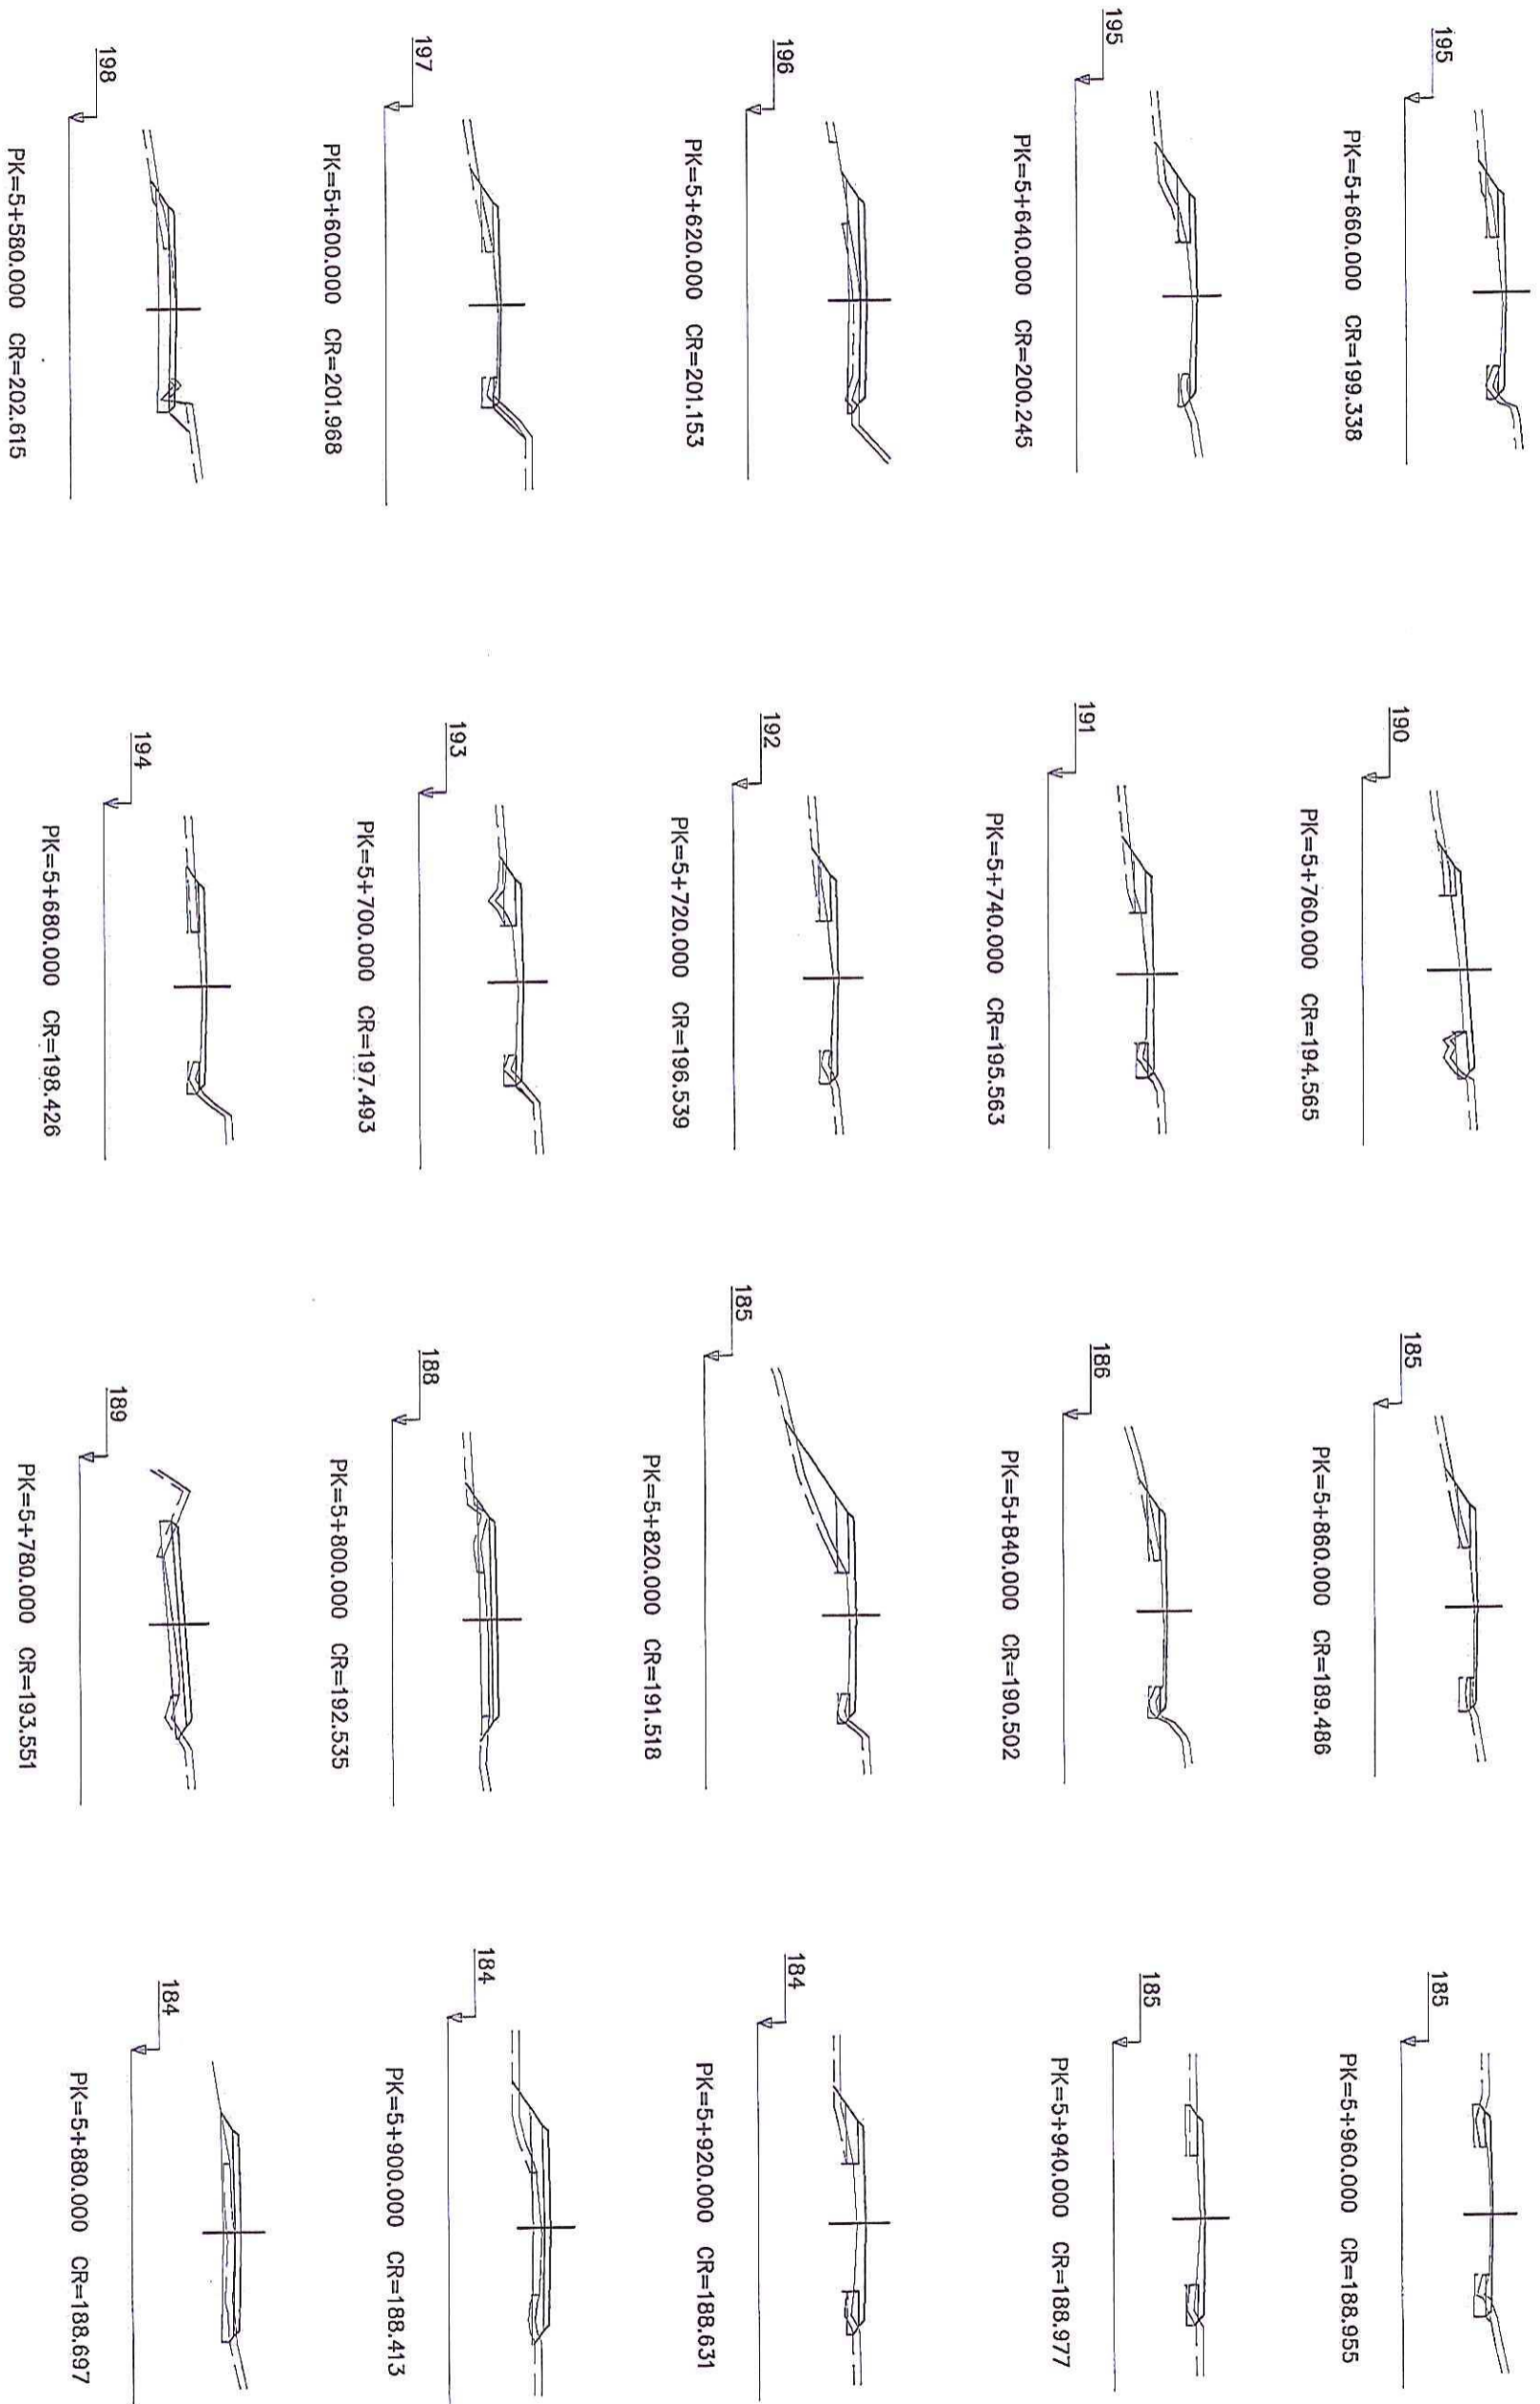 195
PK=5+660.000 CR=199.338
195
PK=5+640.000 CR=200.245
196
PK=5+620.000 CR=201.153
197
PK=5+600.000 CR=201.968
198
PK=5+580.000 CR=202.615
190
PK=5+760.000 CR=194.565
191
PK=5+740.000 CR=195.563
192
PK=5+720.000 CR=196.539
193
PK=5+700.000 CR=197.493
194
PK=5+680.000 CR=198.426
185
PK=5+860.000 CR=189.486
186
PK=5+840.000 CR=190.502
185
PK=5+820.000 CR=191.518
188
PK=5+800.000 CR=192.535
189
PK=5+780.000 CR=193.551
185
PK=5+960.000 CR=188.955
185
PK=5+940.000 CR=188.977
184
PK=5+920.000 CR=188.631
184
PK=5+900.000 CR=188.413
184
PK=5+880.000 CR=188.697